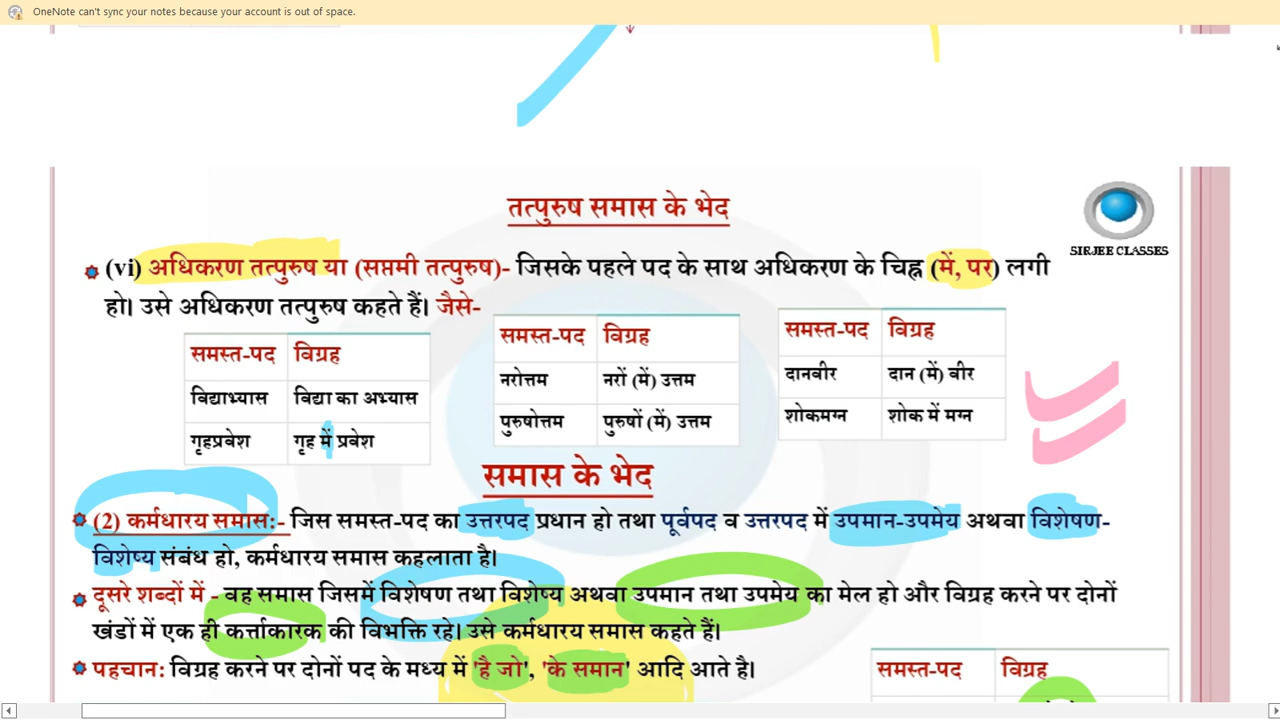 OneNote can't sync your notes because your account is out of space.
तत्पुरुष समास के भेद
SIRJEE CLASSES
(vi) अधिकरण तत्पुरुष या (सप्तमी तत्पुरुष)- जिसके पहले पद के साथ अधिकरण के चिह्न (में, पर) लगी
हो। उसे अधिकरण तत्पुरुष कहते हैं। जैसे-
समस्त-पद विग्रह
विद्याभ्यास विद्या का अभ्यास
गृहप्रवेश गृह में प्रवेश
समस्त-पद विग्रह
नरोत्तम नरों (में) उत्तम
पुरुषोत्तम पुरुषों (में) उत्तम
समस्त-पद विग्रह
दानवीर दान (में) वीर
शोकमग्न शोक में मग्न
समास के भेद
(2) कर्मधारय समास:- जिस समस्त-पद का उत्तरपद प्रधान हो तथा पूर्वपद व उत्तरपद में उपमान-उपमेय अथवा विशेषण-
विशेष्य संबंध हो, कर्मधारय समास कहलाता है।
दूसरे शब्दों में - वह समास जिसमें विशेषण तथा विशेष्य अथवा उपमान तथा उपमेय का मेल हो और विग्रह करने पर दोनों
खंडों में एक ही कर्त्ताकारक की विभक्ति रहे। उसे कर्मधारय समास कहते हैं।
पहचान: विग्रह करने पर दोनों पद के मध्य में 'है जो', 'के समान' आदि आते है।
समस्त-पद विग्रह